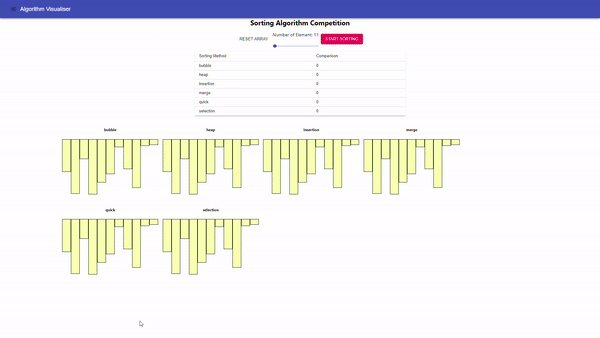 Algorithm Visualiser
Sorting Algorithm Competition
RESET ARRAY
Number of Element: 11
START SORTING
Sorting Method Comparison
bubble 0
heap 0
insertion 0
merge 0
quick 0
selection 0
bubble heap insertion merge
quick selection